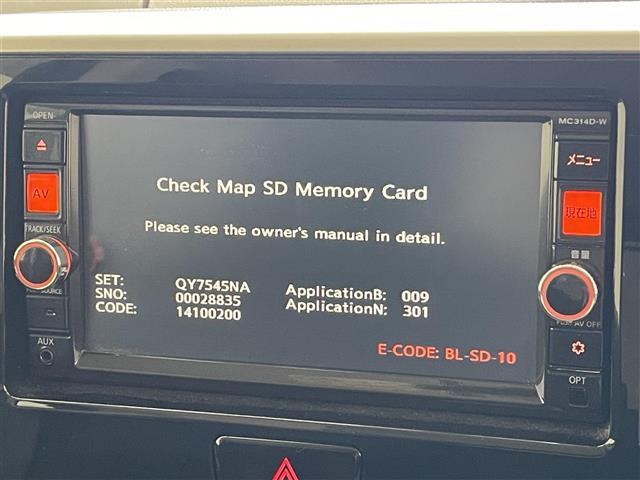 OPEN
MC314D-W
メニュー
AV
現在地
TRACK/SEEK
音量
Check Map SD Memory Card
Please see the owner's manual in detail.
SET: QY7545NA
SNO: 00028835 ApplicationB: 009
CODE: 14100200 ApplicationN: 301
E-CODE: BL-SD-10
AUX
OPT